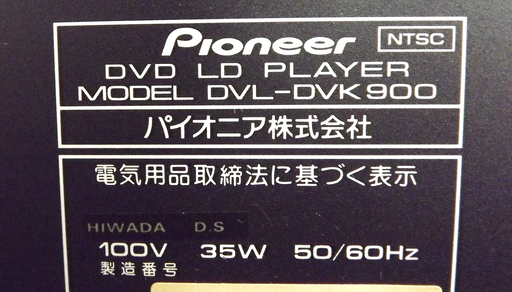 Pioneer NTSC
DVD LD PLAYER
MODEL DVL-DVK900
パイオニア株式会社
電気用品取締法に基づく表示
HIWADA D.S
100V 35W 50/60Hz
製造番号